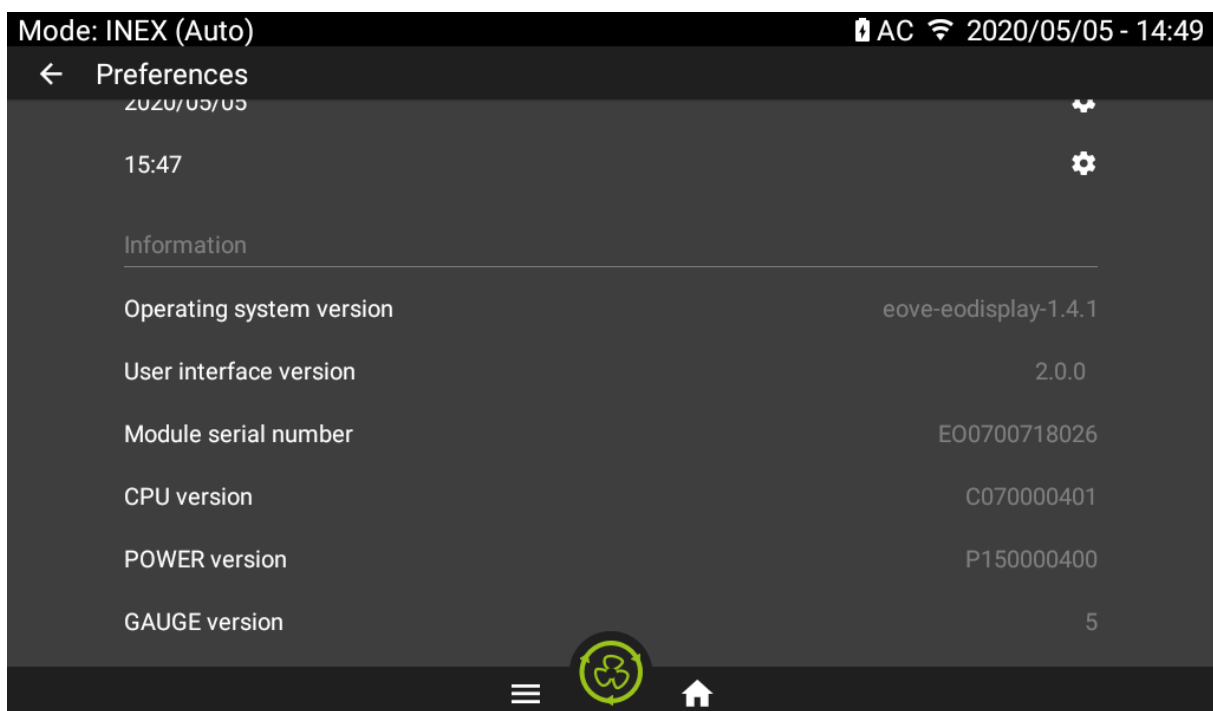 Mode: INEX (Auto) AC 2020/05/05 - 14:49
Preferences
2020/05/05
15:47
Information
Operating system version eove-eodisplay-1.4.1
User interface version 2.0.0
Module serial number EO0700718026
CPU version C070000401
POWER version P150000400
GAUGE version 5